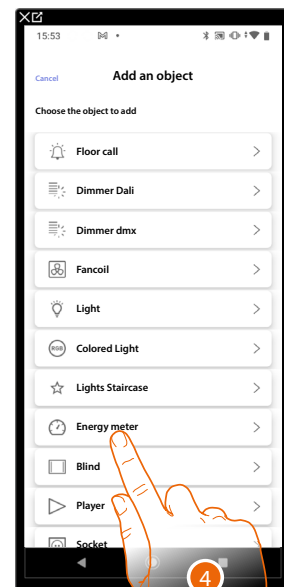 15:53
Cancel
Add an object
Choose the object to add
Floor call
Dimmer Dali
Dimmer dmx
Fancoil
Light
RGB
Colored Light
Lights Staircase
Energy meter
Blind
Player
Socket
4